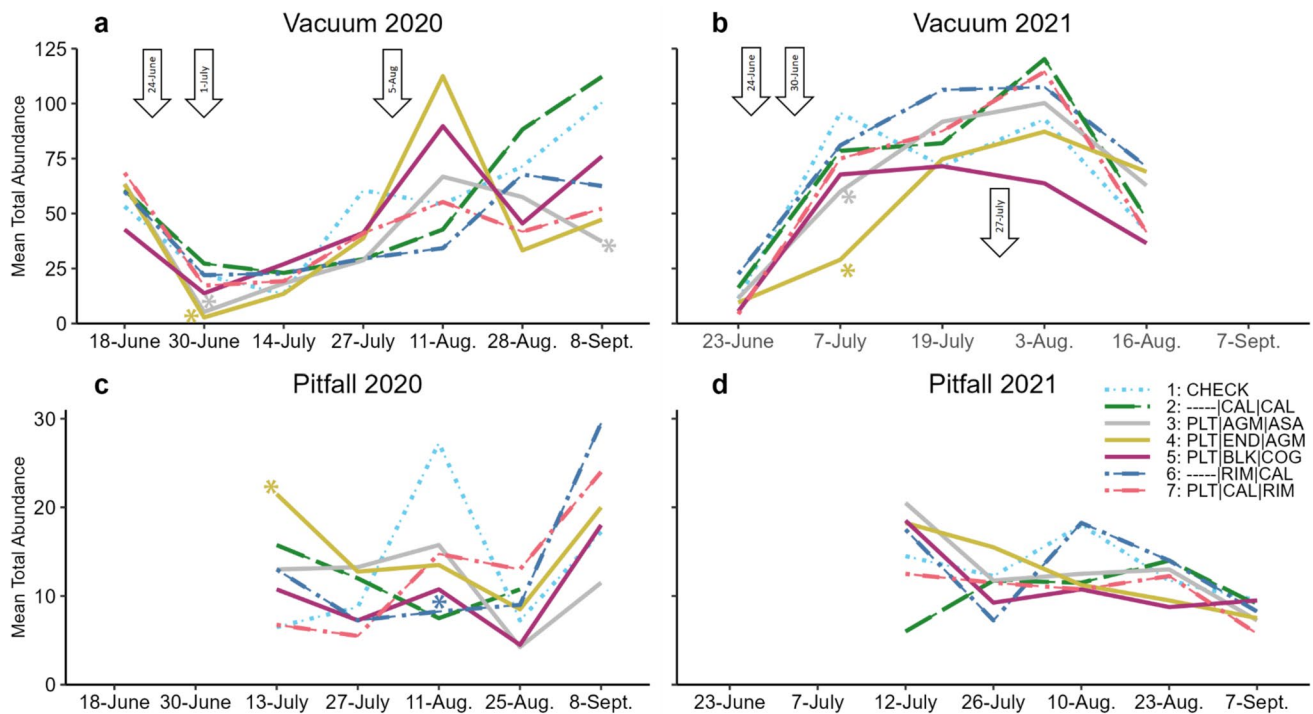 a Vacuum 2020
24-June
1-July
5-Aug
Mean Total Abundance
125
100
75
50
25
0
*
*
*
18-June 30-June 14-July 27-July 11-Aug. 28-Aug. 8-Sept.
b Vacuum 2021
24-June
30-June
27-July
*
*
23-June 7-July 19-July 3-Aug. 16-Aug. 7-Sept.
c Pitfall 2020
Mean Total Abundance
30
20
10
0
*
*
18-June 30-June 13-July 27-July 11-Aug. 25-Aug. 8-Sept.
d Pitfall 2021
1: CHECK
2: -----|CAL|CAL
3: PLT|AGM|ASA
4: PLT|END|AGM
5: PLT|BLK|COG
6: -----|RIM|CAL
7: PLT|CAL|RIM
23-June 7-July 12-July 26-July 10-Aug. 23-Aug. 7-Sept.